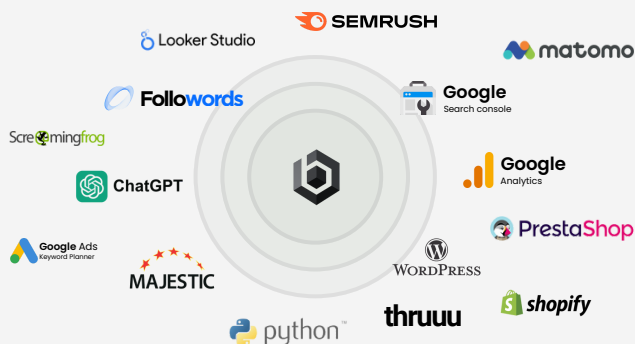 SEMRUSH
Looker Studio
matomo
Followords
Google
Search console
Screamingfrog
Google
Analytics
ChatGPT
PrestaShop
Google Ads
Keyword Planner
WORDPRESS
MAJESTIC
shopify
thruuu
python™